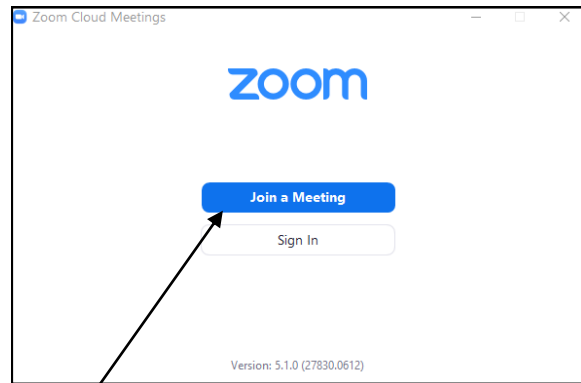 Zoom Cloud Meetings
zoom
Join a Meeting
Sign In
Version: 5.1.0 (27830.0612)